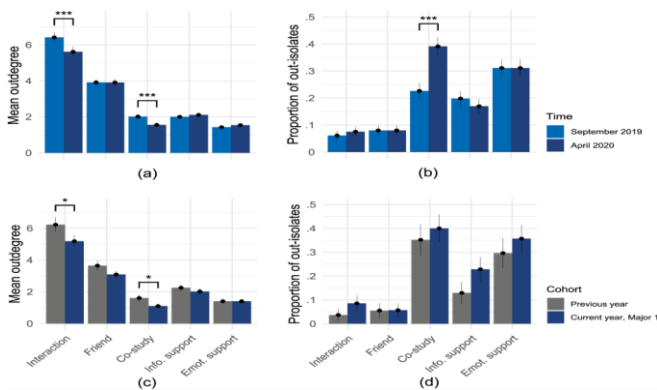 6
4
2
0
Mean outdegree
***
***
(a)
.5
.4
.3
.2
.1
0
Proportion of out-isolates
***
(b)
Time
September 2019
April 2020
6
4
2
0
Mean outdegree
*
*
Interaction
Friend
Co-study
Info. support
Emot. support
(c)
.5
.4
.3
.2
.1
0
Proportion of out-isolates
Interaction
Friend
Co-study
Info. support
Emot. support
(d)
Cohort
Previous year
Current year, Major 1